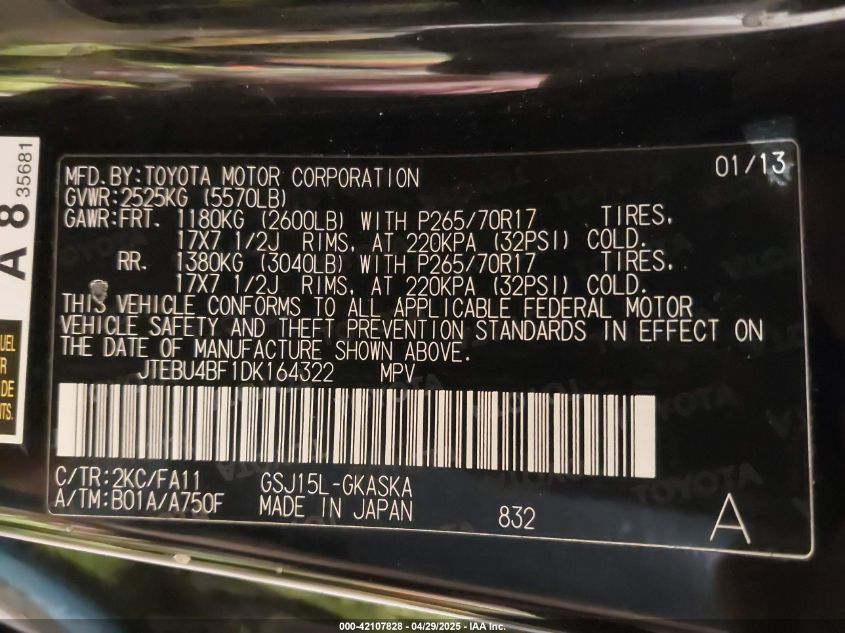 A 8 35681
UEL
R
DE
NTS.
01/13
MFD.BY:TOYOTA MOTOR CORPORATION
GVWR:2525KG (5570LB)
GAWR:FRT. 1180KG (2600LB) WITH P265/70R17 TIRES,
17X7 1/2J RIMS, AT 220KPA (32PSI) COLD.
RR. 1380KG (3040LB) WITH P265/70R17 TIRES,
17X7 1/2J RIMS, AT 220KPA (32PSI) COLD.
THIS VEHICLE CONFORMS TO ALL APPLICABLE FEDERAL MOTOR
VEHICLE SAFETY AND THEFT PREVENTION STANDARDS IN EFFECT ON
THE DATE OF MANUFACTURE SHOWN ABOVE.
JTEBU4BF1DK164322 MPV
C/TR:2KC/FA11 GSJ15L-GKASKA
A/TM:B01A/A750F MADE IN JAPAN 832 A
000-42107828 - 04/29/2025 - IAA Inc.